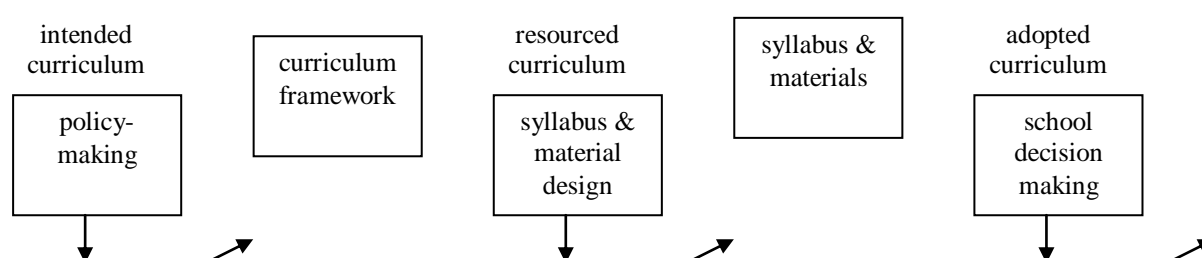 intended
curriculum
policy-
making
curriculum
framework
resourced
curriculum
syllabus &
material
design
syllabus &
materials
adopted
curriculum
school
decision
making